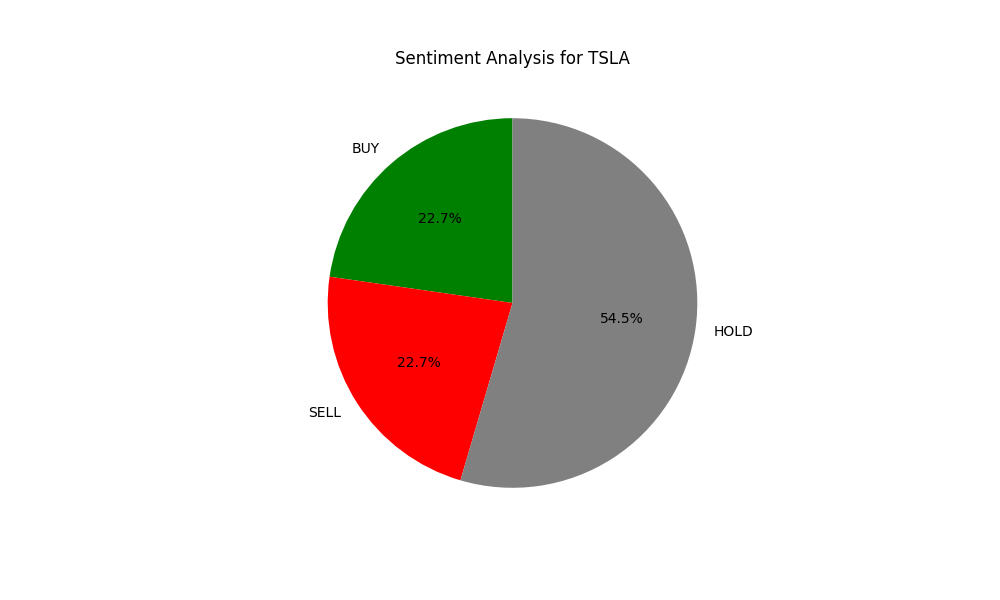 Sentiment Analysis for TSLA
BUY
22.7%
54.5%
HOLD
22.7%
SELL